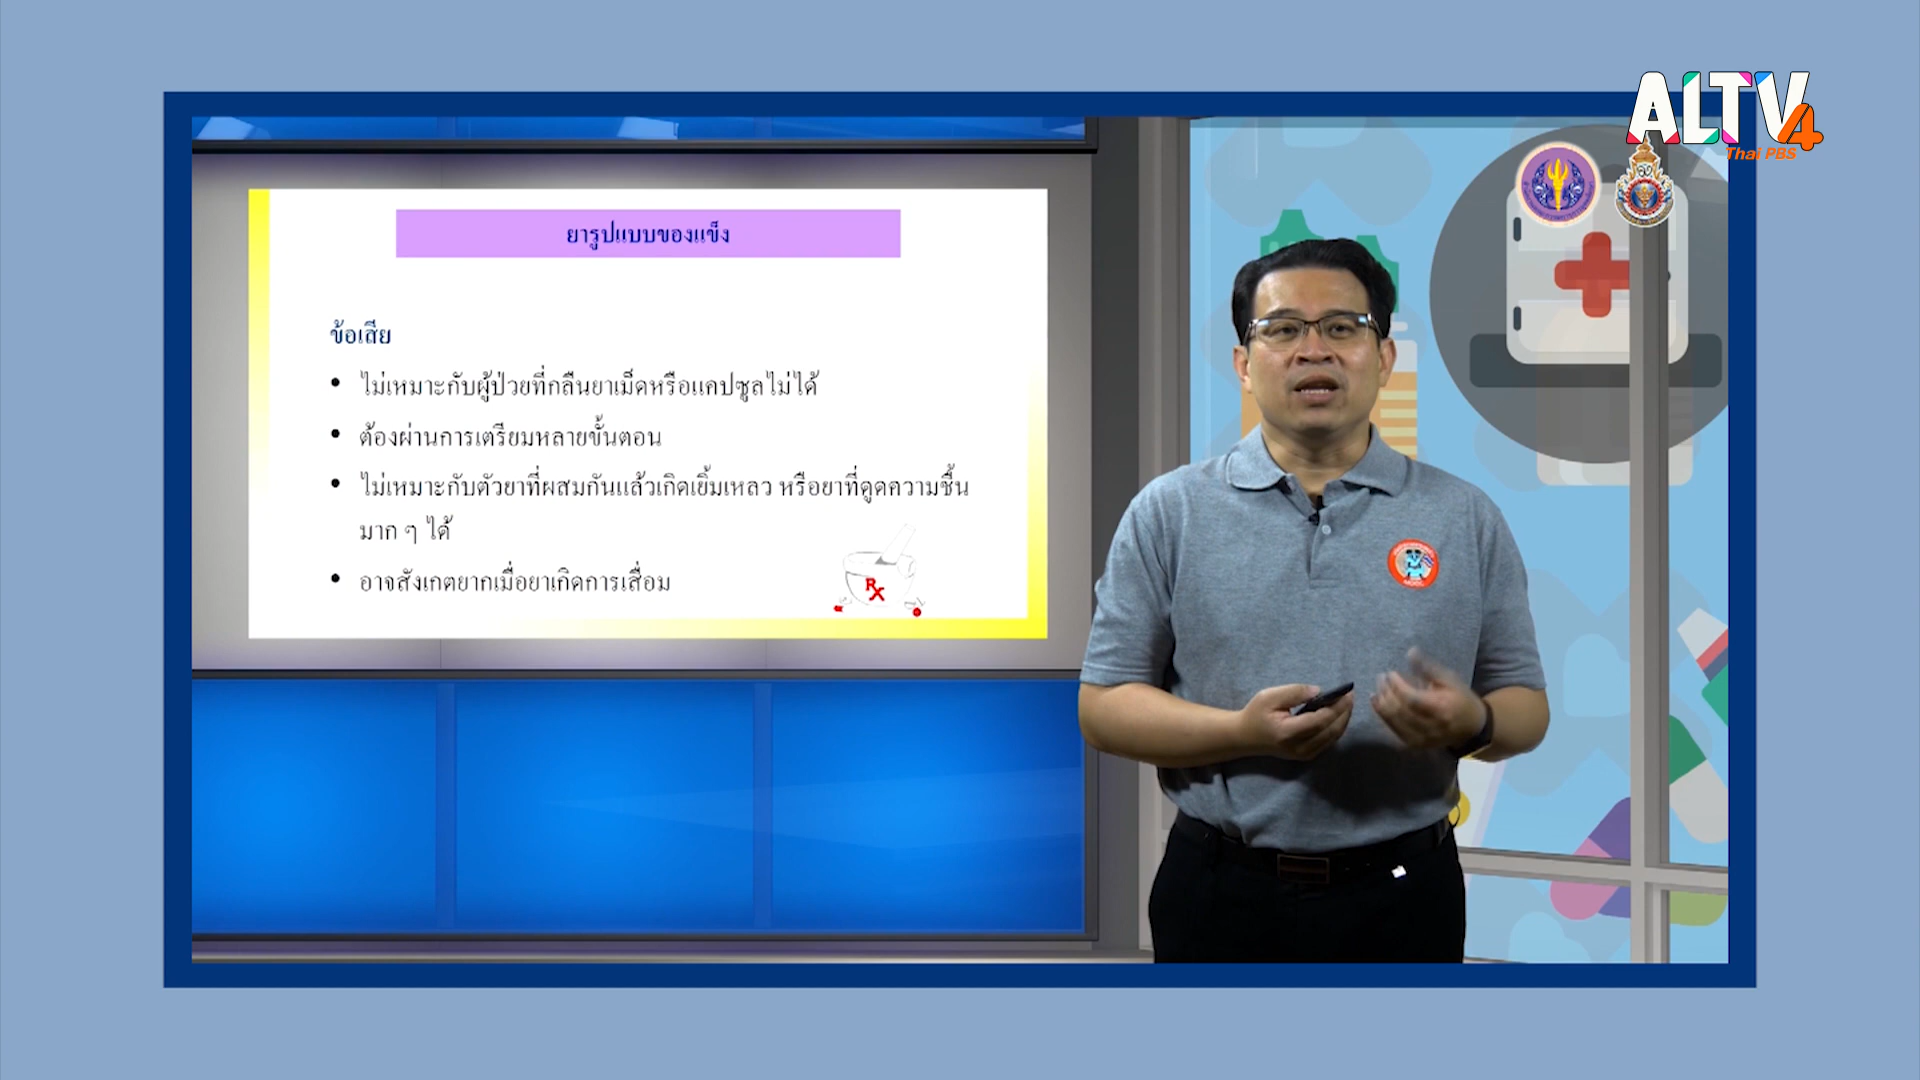 ALTV4
Thai PBS
ยารูปแบบของแข็ง
ข้อเสีย
• ไม่เหมาะกับผู้ป่วยที่กลืนยาเม็ดหรือแคปซูลไม่ได้
• ต้องผ่านการเตรียมหลายขั้นตอน
• ไม่เหมาะกับตัวยาที่ผสมกันแล้วเกิดเยิ้มเหลว หรือยาที่ดูดความชื้น
มาก ๆ ได้
• อาจสังเกตยากเมื่อยาเกิดการเสื่อม
Rx